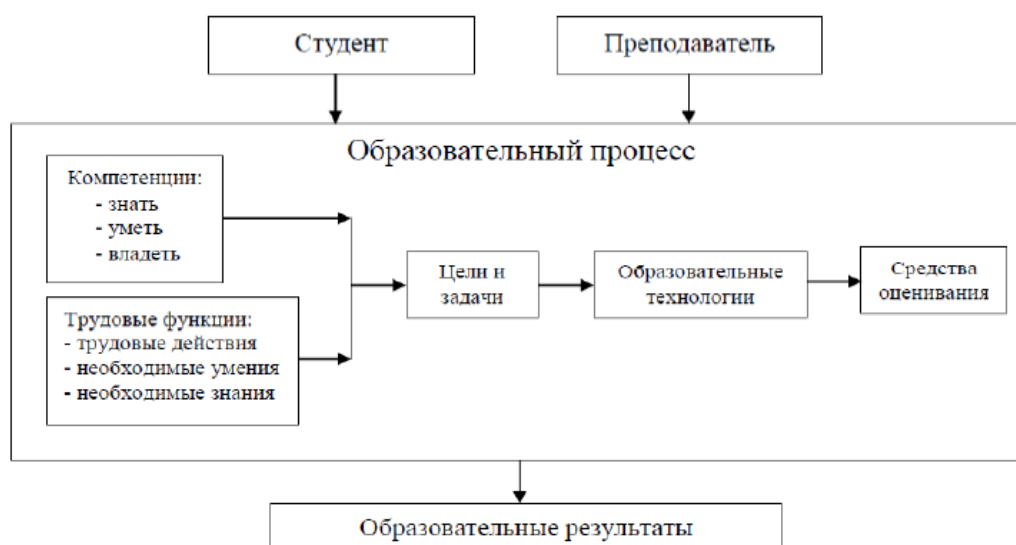 Студент
Преподаватель
Образовательный процесс
Компетенции:
- знать
- уметь
- владеть
Трудовые функции:
- трудовые действия
- необходимые умения
- необходимые знания
Цели и
задачи
Образовательные
технологии
Средства
оценивания
Образовательные результаты